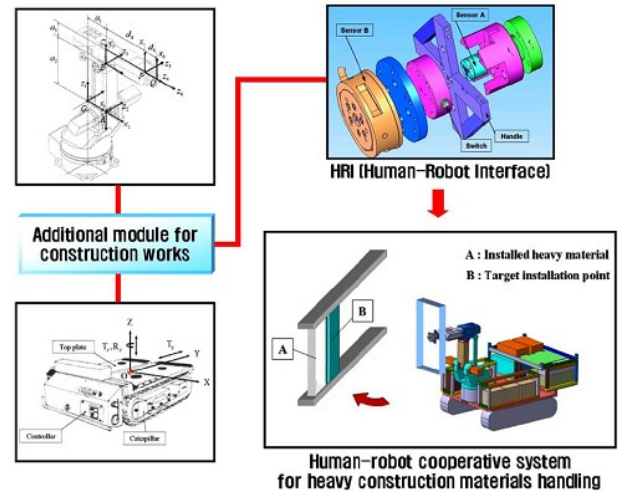 Sensor B
Sensor A
Handle
Switch
HRI (Human-Robot Interface)
Additional module for
construction works
A : Installed heavy material
B : Target installation point
A
B
Z
Top plate
Y
X
Controller
Caterpillar
Human-robot cooperative system
for heavy construction materials handling